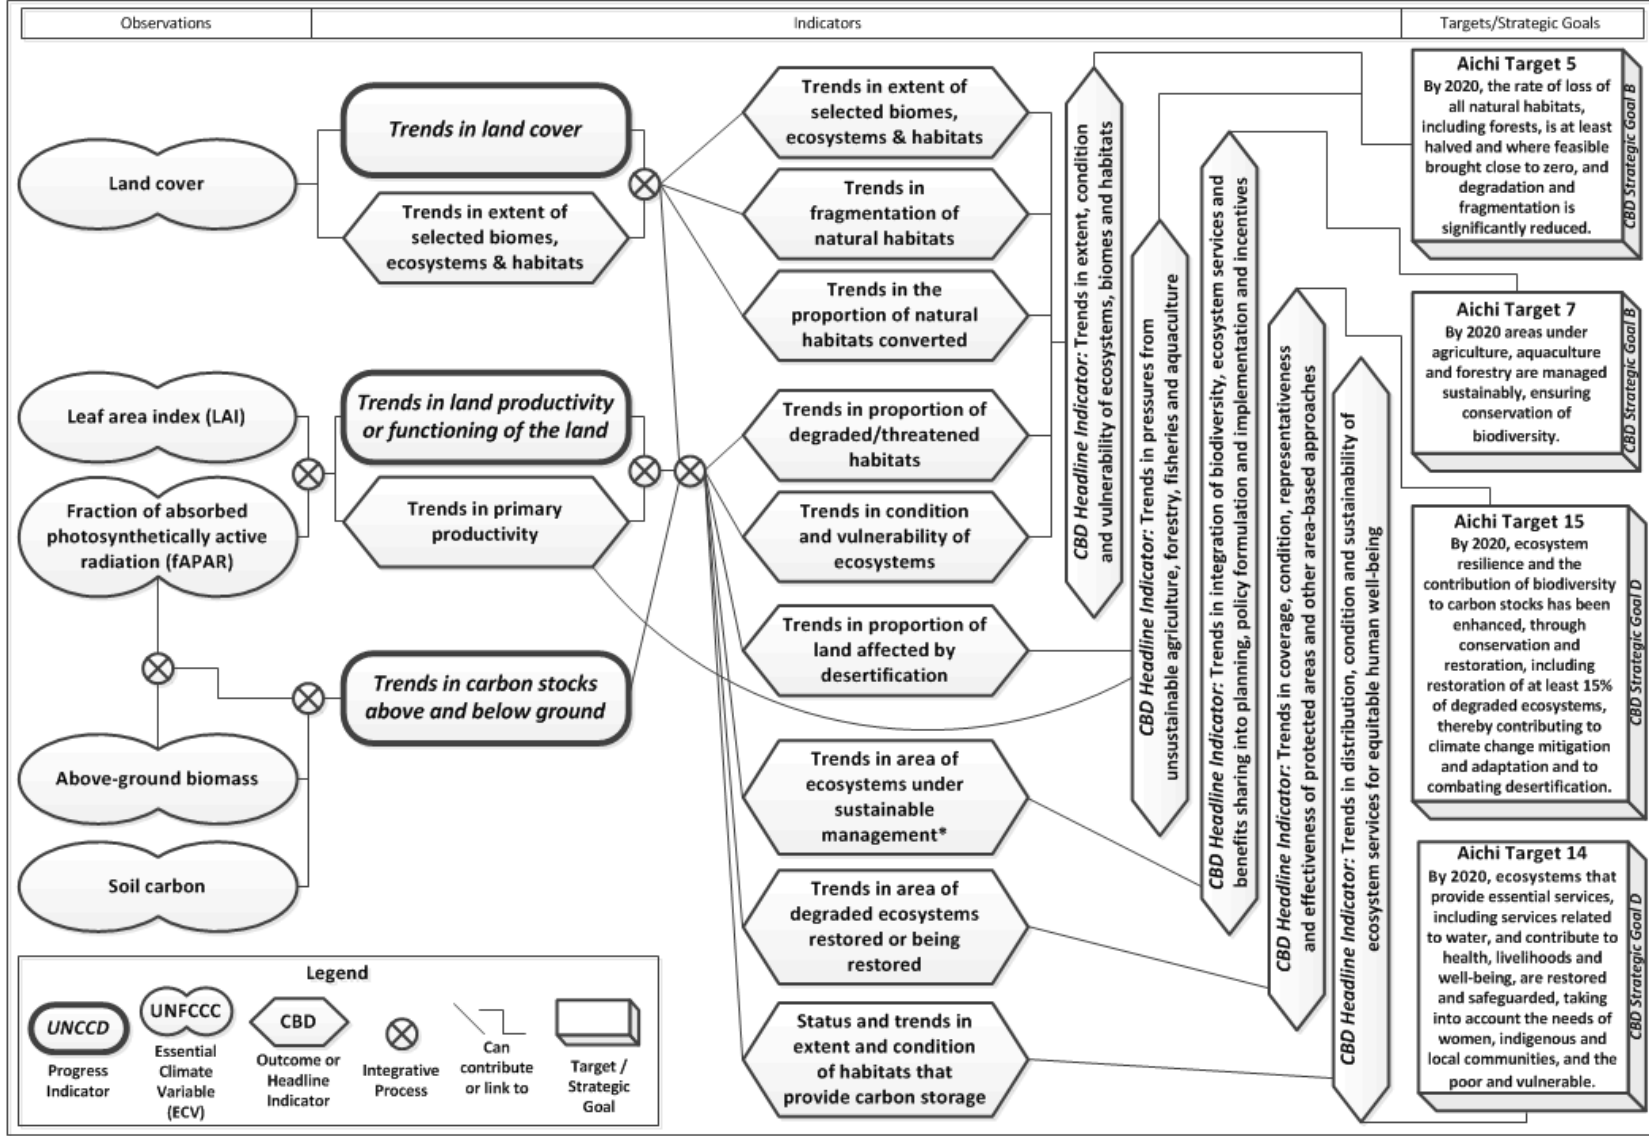 Observations
Indicators
Targets/Strategic Goals
Land cover
Leaf area index (LAI)
Fraction of absorbed
photosynthetically active
radiation (fAPAR)
Above-ground biomass
Soil carbon
Trends in land cover
Trends in extent of
selected biomes,
ecosystems & habitats
Trends in land productivity
or functioning of the land
Trends in primary
productivity
Trends in carbon stocks
above and below ground
Trends in extent of
selected biomes,
ecosystems & habitats
Trends in
fragmentation of
natural habitats
Trends in the
proportion of natural
habitats converted
Trends in proportion of
degraded/threatened
habitats
Trends in condition
and vulnerability of
ecosystems
Trends in proportion of
land affected by
desertification
Trends in area of
ecosystems under
sustainable
management*
Trends in area of
degraded ecosystems
restored or being
restored
Status and trends in
extent and condition
of habitats that
provide carbon storage
CBD Headline Indicator: Trends in extent, condition
and vulnerability of ecosystems, biomes and habitats
CBD Headline Indicator: Trends in pressures from
unsustainable agriculture, forestry, fisheries and aquaculture
CBD Headline Indicator: Trends in integration of biodiversity, ecosystem services and
benefits sharing into planning, policy formulation and implementation and incentives
CBD Headline Indicator: Trends in coverage, condition, representativeness
and effectiveness of protected areas and other area-based approaches
CBD Headline Indicator: Trends in distribution, condition and sustainability of
ecosystem services for equitable human well-being
Aichi Target 5
By 2020, the rate of loss of
all natural habitats,
including forests, is at least
halved and where feasible
brought close to zero, and
degradation and
fragmentation is
significantly reduced.
CBD Strategic Goal B
Aichi Target 7
By 2020 areas under
agriculture, aquaculture
and forestry are managed
sustainably, ensuring
conservation of
biodiversity.
CBD Strategic Goal B
Aichi Target 15
By 2020, ecosystem
resilience and the
contribution of biodiversity
to carbon stocks has been
enhanced, through
conservation and
restoration, including
restoration of at least 15%
of degraded ecosystems,
thereby contributing to
climate change mitigation
and adaptation and to
combating desertification.
CBD Strategic Goal D
Aichi Target 14
By 2020, ecosystems that
provide essential services,
including services related
to water, and contribute to
health, livelihoods and
well-being, are restored
and safeguarded, taking
into account the needs of
women, indigenous and
local communities, and the
poor and vulnerable.
CBD Strategic Goal D
Legend
UNCCD
Progress
Indicator
UNFCCC
Essential
Climate
Variable
(ECV)
CBD
Outcome or
Headline
Indicator
Integrative
Process
Can
contribute
or link to
Target /
Strategic
Goal